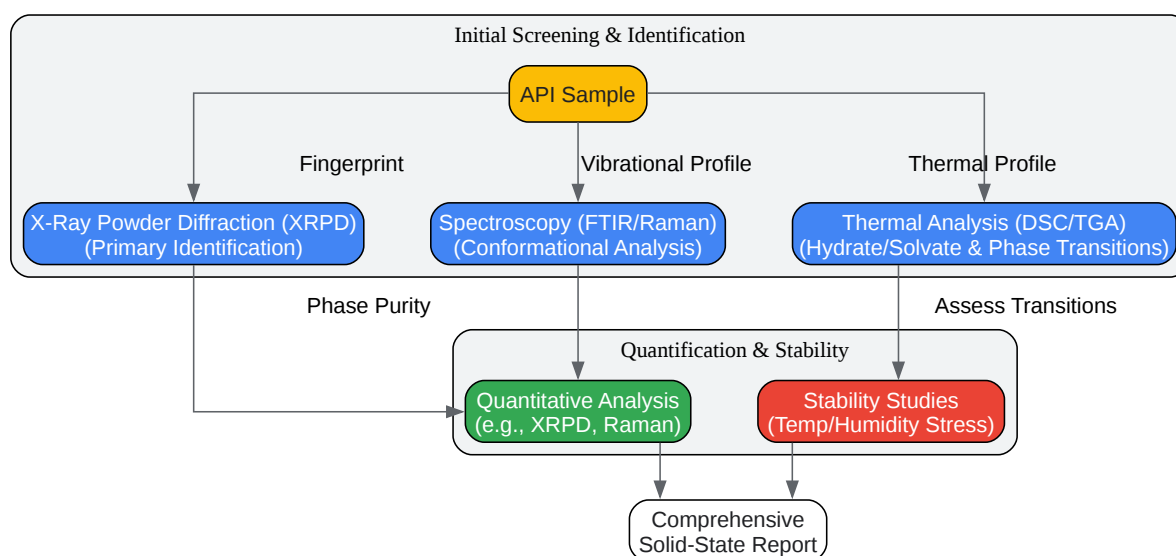 Initial Screening & Identification
API Sample
Fingerprint
Vibrational Profile
Thermal Profile
X-Ray Powder Diffraction (XRPD)
(Primary Identification)
Spectroscopy (FTIR/Raman)
(Conformational Analysis)
Thermal Analysis (DSC/TGA)
(Hydrate/Solvate & Phase Transitions)
Phase Purity
Assess Transitions
Quantification & Stability
Quantitative Analysis
(e.g., XRPD, Raman)
Stability Studies
(Temp/Humidity Stress)
Comprehensive
Solid-State Report